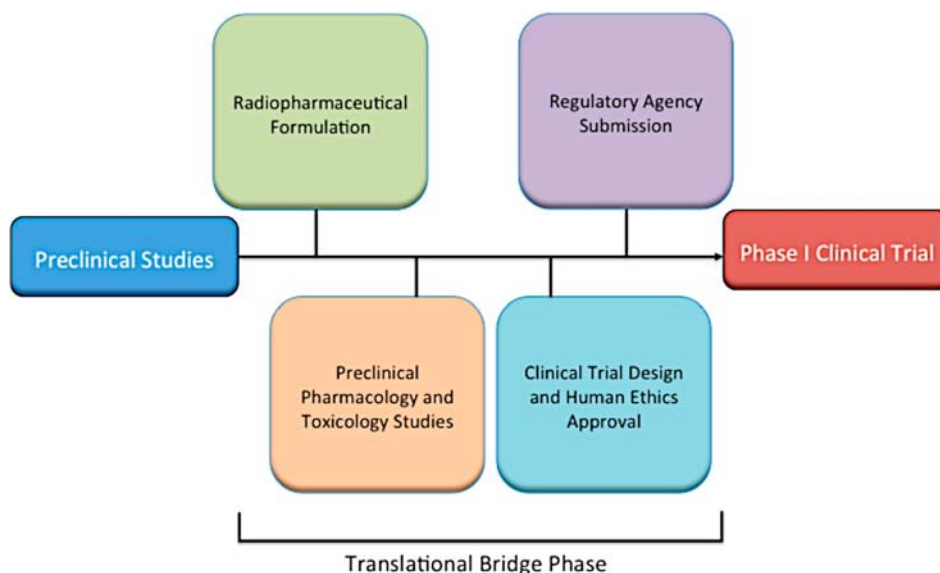 Radiopharmaceutical
Formulation
Regulatory Agency
Submission
Preclinical Studies
Phase I Clinical Trial
Preclinical
Pharmacology and
Toxicology Studies
Clinical Trial Design
and Human Ethics
Approval
Translational Bridge Phase